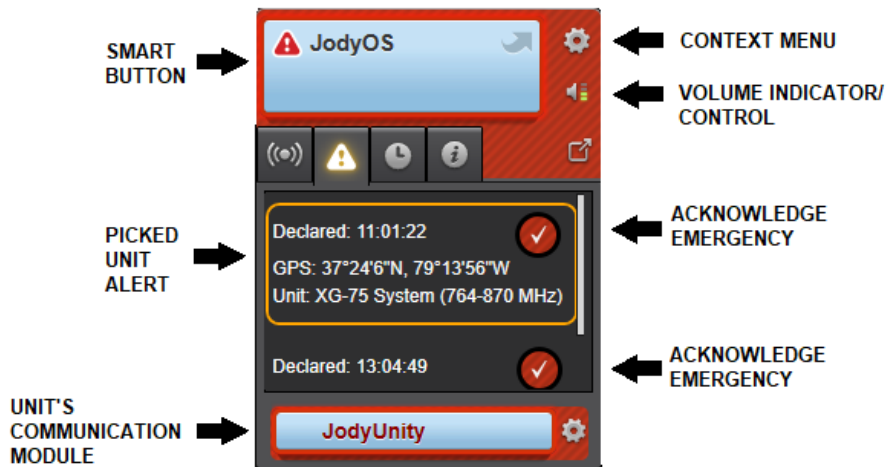 SMART
BUTTON
JodyOS
CONTEXT MENU
VOLUME INDICATOR/
CONTROL
PICKED
UNIT
ALERT
Declared: 11:01:22
GPS: 37°24'6"N, 79°13'56"W
Unit: XG-75 System (764-870 MHz)
ACKNOWLEDGE
EMERGENCY
Declared: 13:04:49
ACKNOWLEDGE
EMERGENCY
UNIT'S
COMMUNICATION
MODULE
JodyUnity